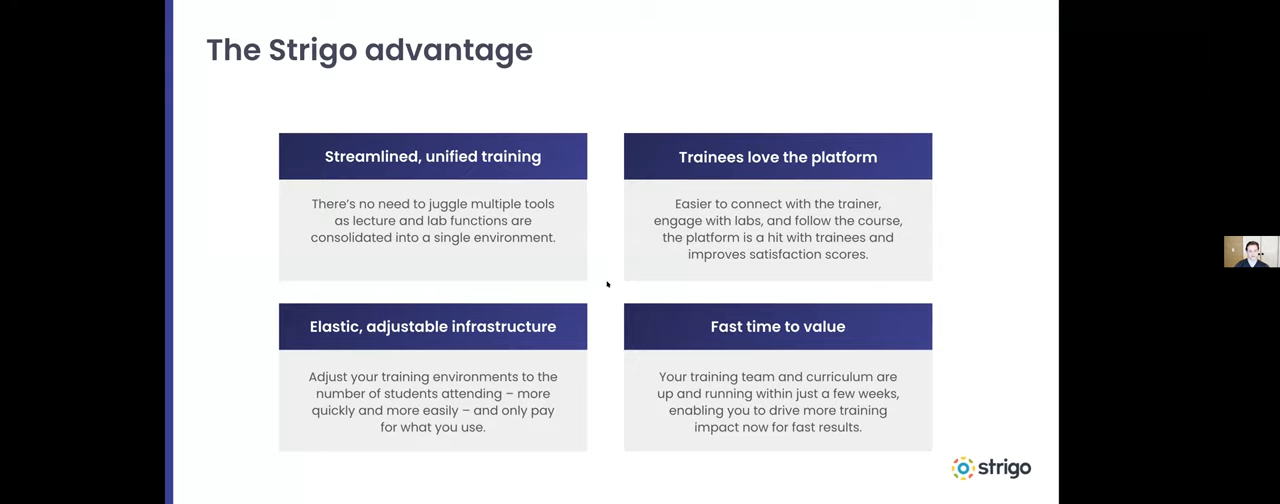 The Strigo advantage
Streamlined, unified training
There's no need to juggle multiple tools
as lecture and lab functions are
consolidated into a single environment.
Trainees love the platform
Easier to connect with the trainer,
engage with labs, and follow the course,
the platform is a hit with trainees and
improves satisfaction scores.
Elastic, adjustable infrastructure
Adjust your training environments to the
number of students attending – more
quickly and more easily – and only pay
for what you use.
Fast time to value
Your training team and curriculum are
up and running within just a few weeks,
enabling you to drive more training
impact now for fast results.
strigo